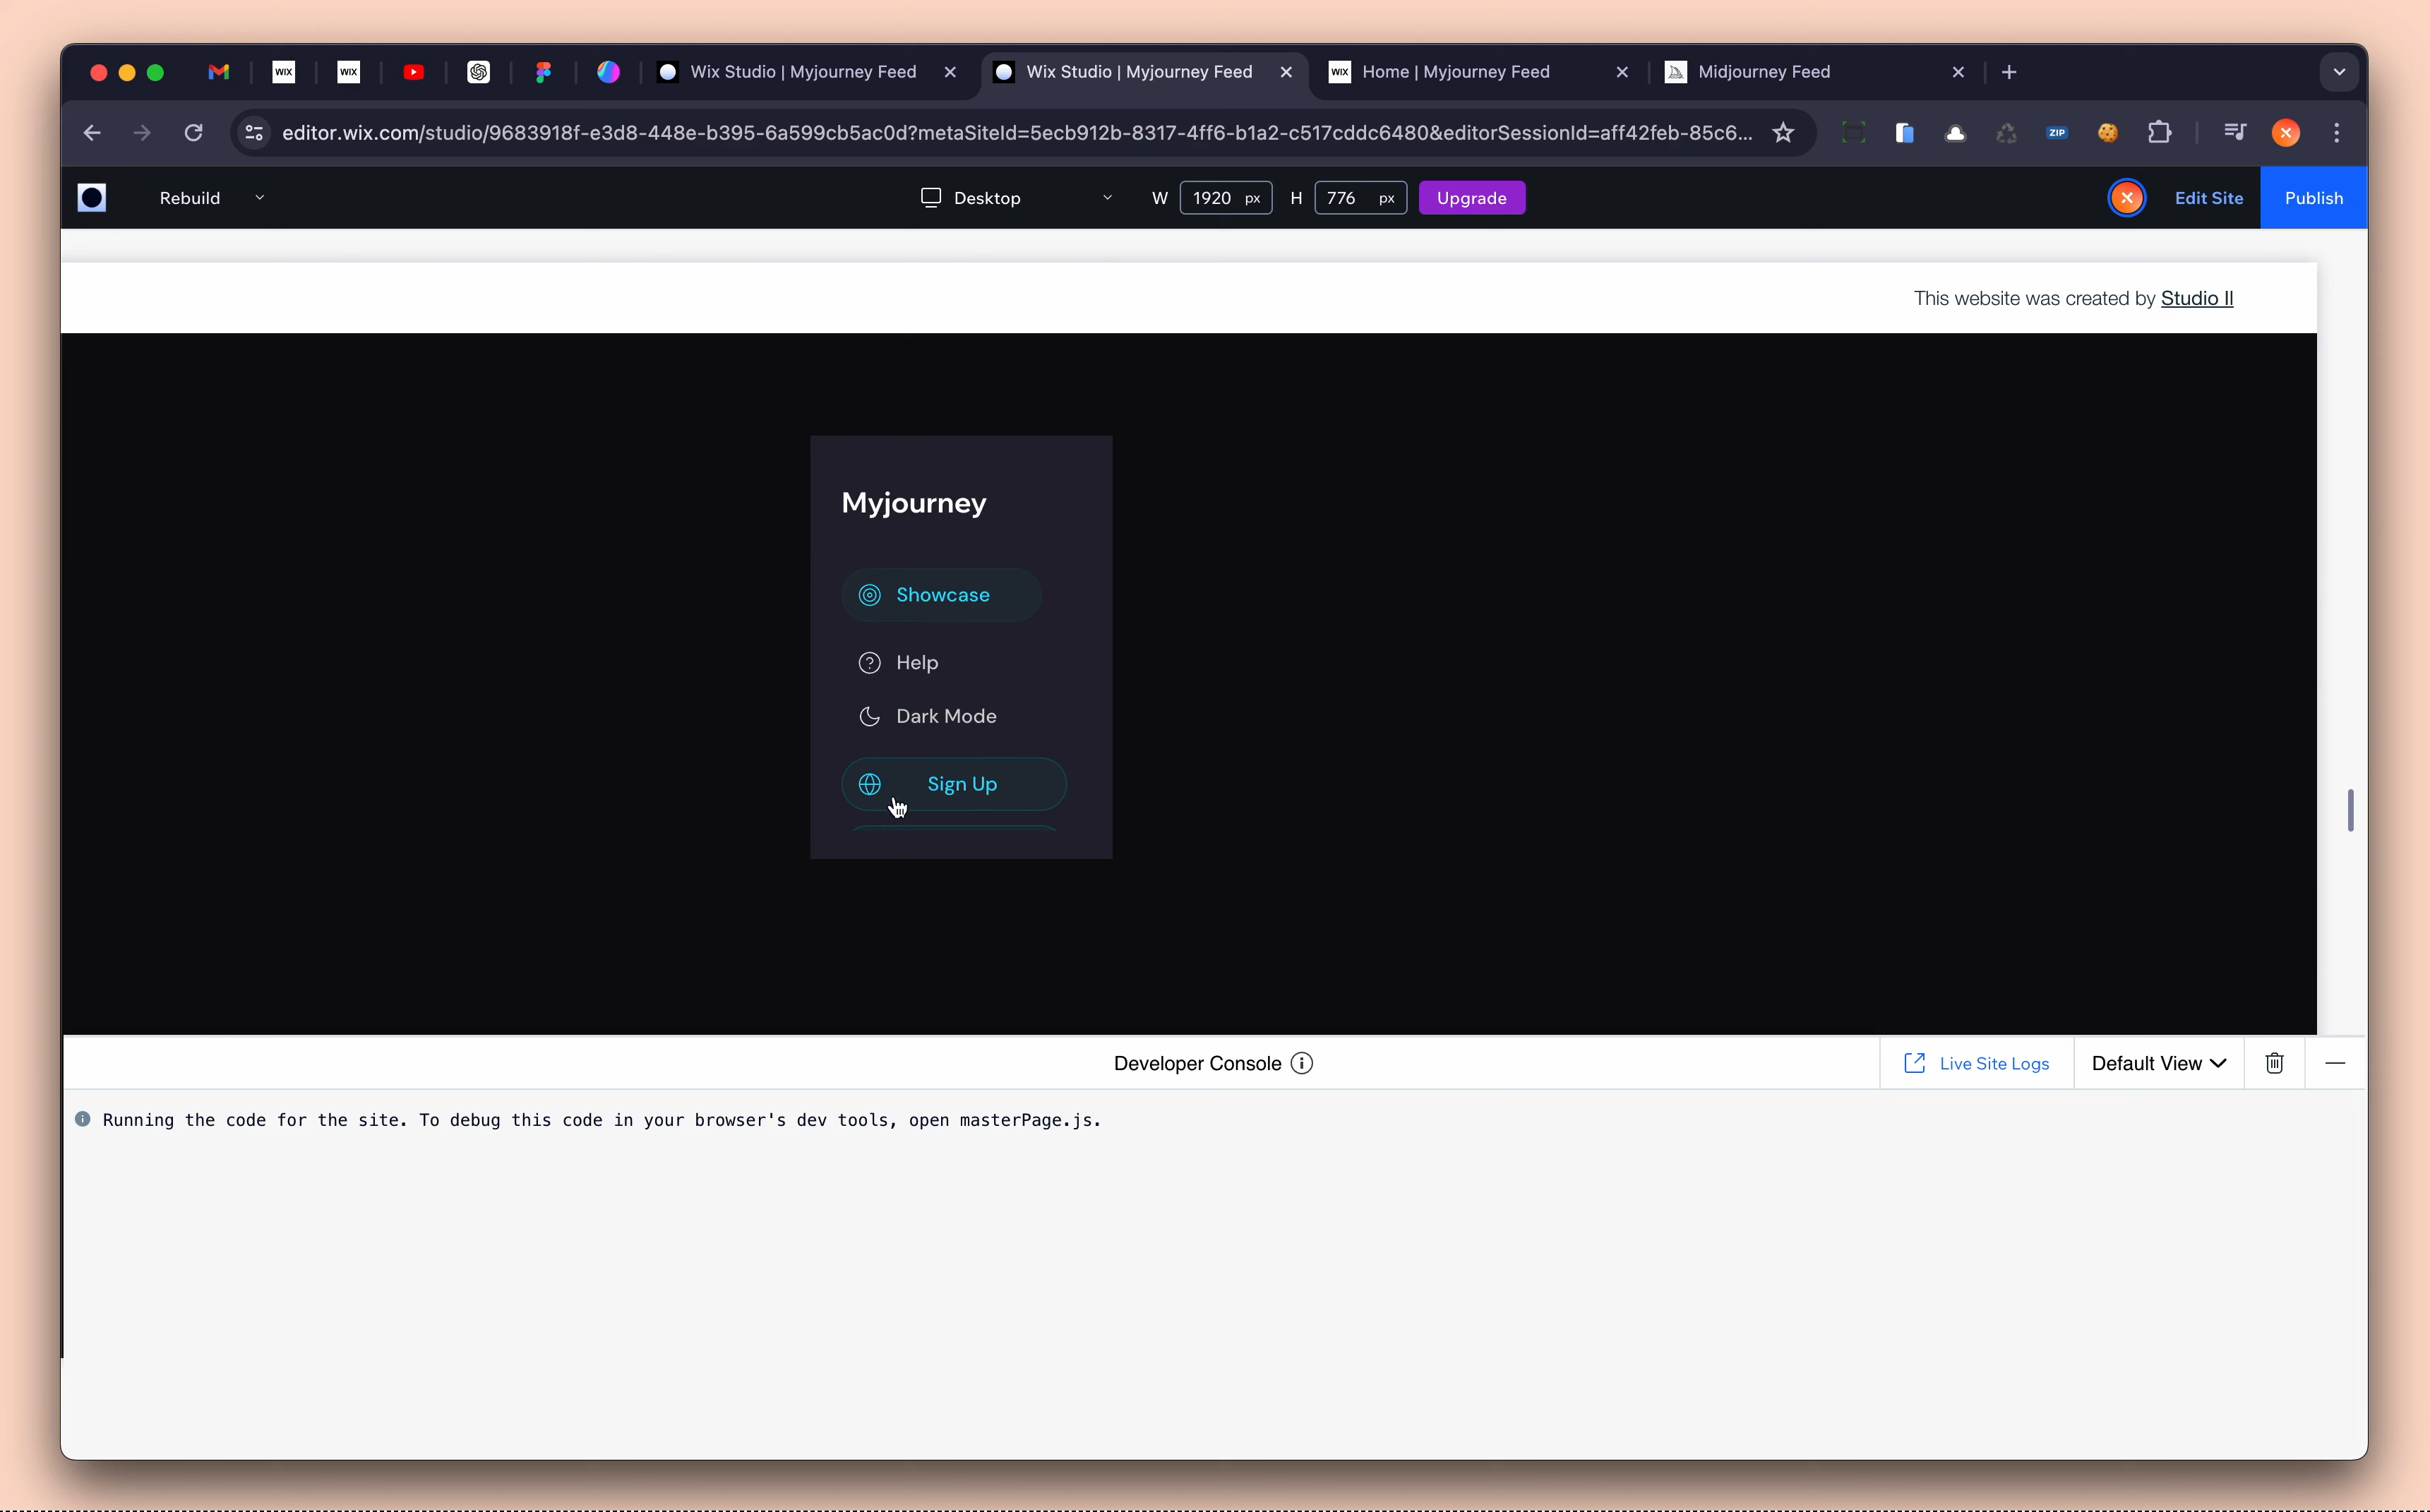 WIX
WIX
Wix Studio | Myjourney Feed
Wix Studio | Myjourney Feed
WIX
Home | Myjourney Feed
Midjourney Feed
editor.wix.com/studio/9683918f-e3d8-448e-b395-6a599cb5ac0d?metaSiteId=5ecb912b-8317-4ff6-b1a2-c517cddc6480&editorSessionId=aff42feb-85c6...
ZIP
Rebuild
Desktop
W 1920 px H 776 px
Upgrade
Edit Site
Publish
This website was created by Studio II
Myjourney
Showcase
Help
Dark Mode
Sign Up
Developer Console
Live Site Logs
Default View
Running the code for the site. To debug this code in your browser's dev tools, open masterPage.js.